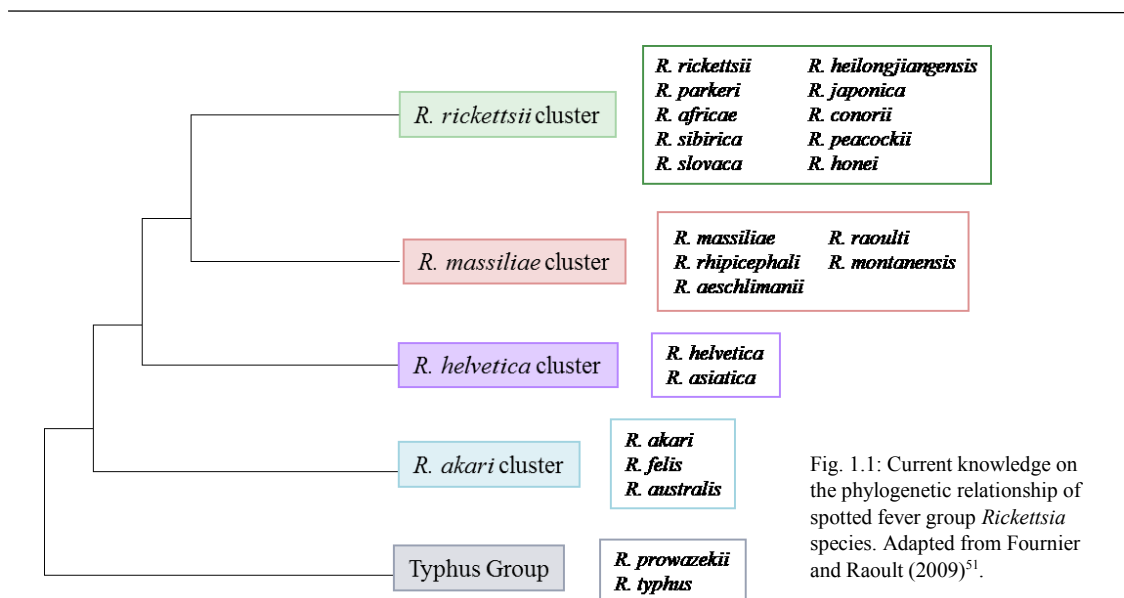 R. rickettsii
R. parkeri
R. africae
R. sibirica
R. slovaca
R. heilongjiangensis
R. japonica
R. conorii
R. peacockii
R. honei
R. rickettsii cluster
R. massiliae
R. rhipicephali
R. aeschlimanii
R. raoulti
R. montanensis
R. massiliae cluster
R. helvetica
R. asiatica
R. helvetica cluster
R. akari
R. felis
R. australis
R. akari cluster
R. prowazekii
R. typhus
Typhus Group
Fig. 1.1: Current knowledge on
the phylogenetic relationship of
spotted fever group Rickettsia
species. Adapted from Fournier
and Raoult (2009)51.